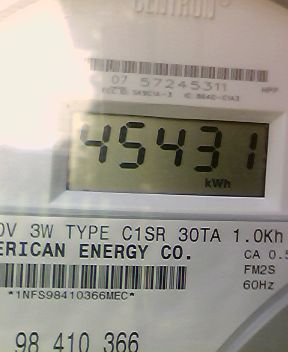 CENTRON®
07 57245311
45431
kWh
0V 3W TYPE C1SR 30TA 1.0Kh
ERICAN ENERGY CO.
CA 0.5
FM2S
*1NFS98410366MEC*
60Hz
98 410 366